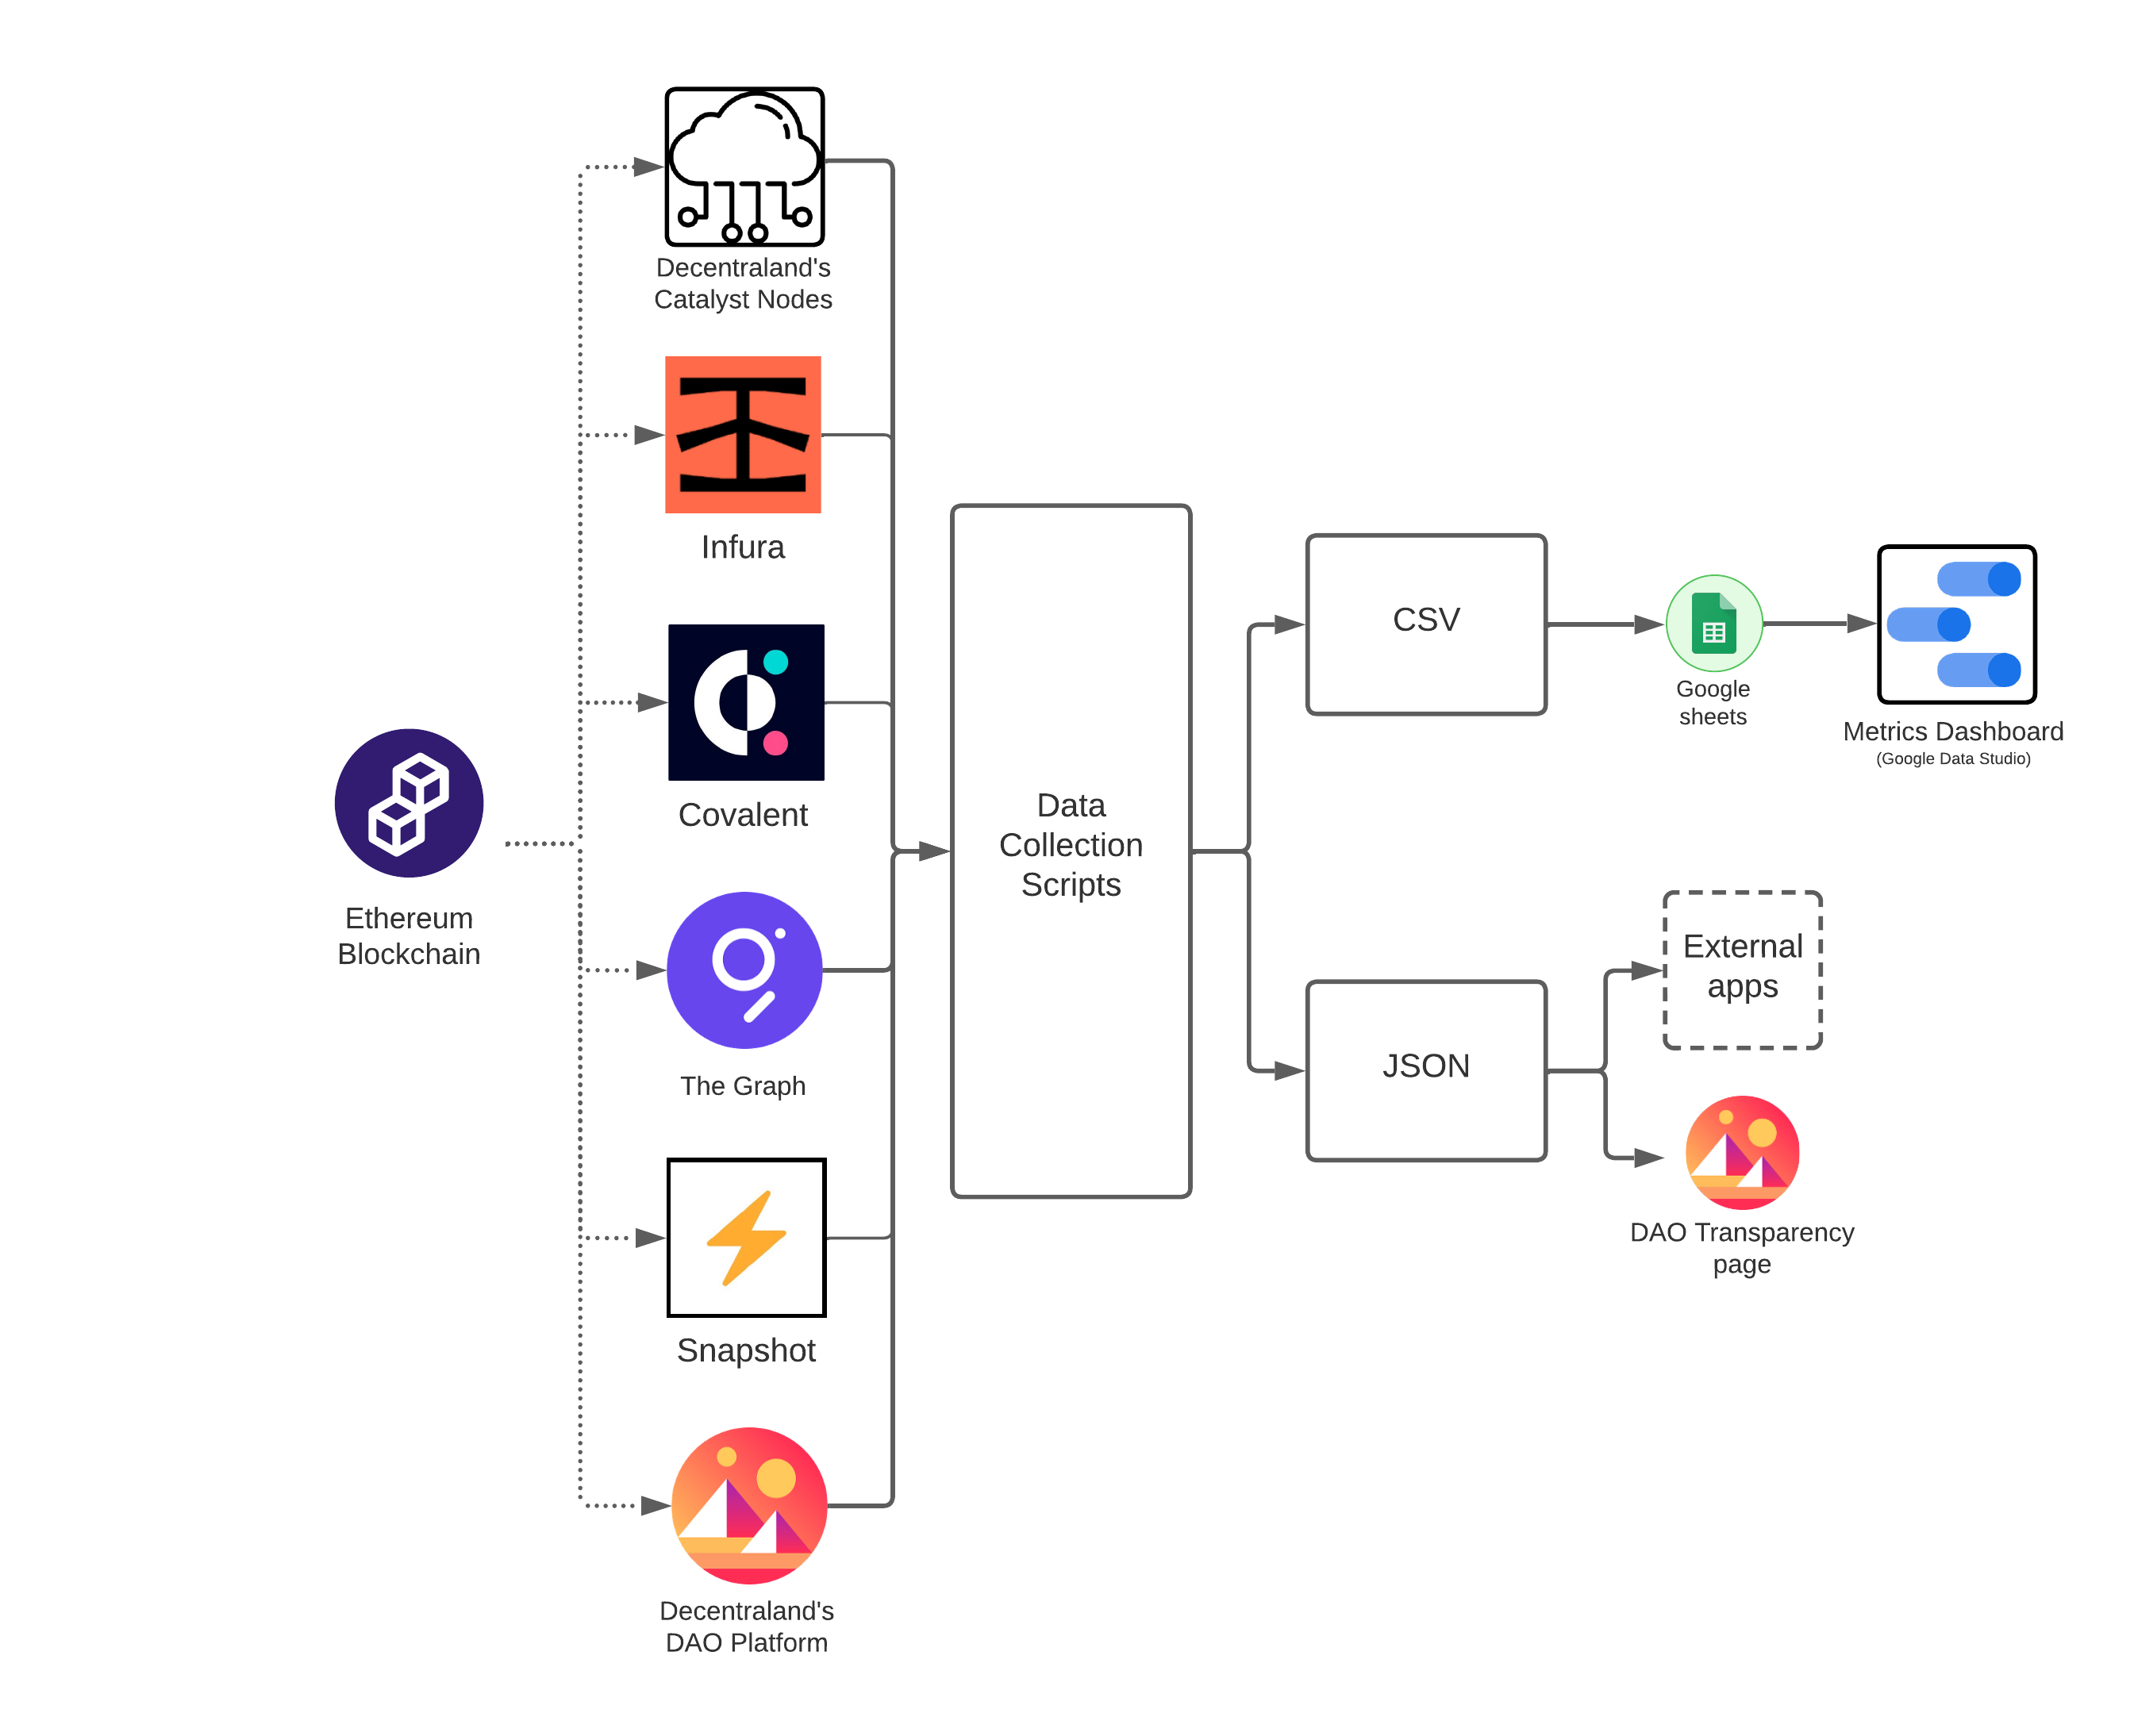 Decentraland's
Catalyst Nodes
Infura
Covalent
Ethereum
Blockchain
The Graph
Snapshot
Decentraland's
DAO Platform
Data
Collection
Scripts
CSV
Google
sheets
Metrics Dashboard
(Google Data Studio)
JSON
External
apps
DAO Transparency
page